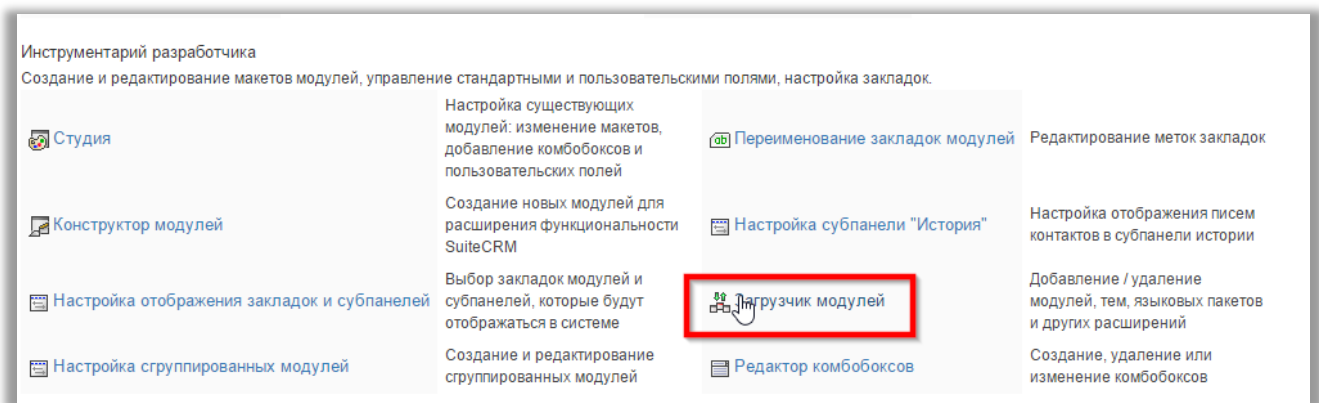 Инструментарий разработчика
Создание и редактирование макетов модулей, управление стандартными и пользовательскими полями, настройка закладок.
Студия
Настройка существующих
модулей: изменение макетов,
добавление комбобоксов и
пользовательских полей
Переименование закладок модулей
Редактирование меток закладок
Конструктор модулей
Создание новых модулей для
расширения функциональности
SuiteCRM
Настройка субпанели "История"
Настройка отображения писем
контактов в субпанели истории
Настройка отображения закладок и субпанелей
Выбор закладок модулей и
субпанелей, которые будут
отображаться в системе
Загрузчик модулей
Добавление / удаление
модулей, тем, языковых пакетов
и других расширений
Настройка сгруппированных модулей
Создание и редактирование
сгруппированных модулей
Редактор комбобоксов
Создание, удаление или
изменение комбобоксов